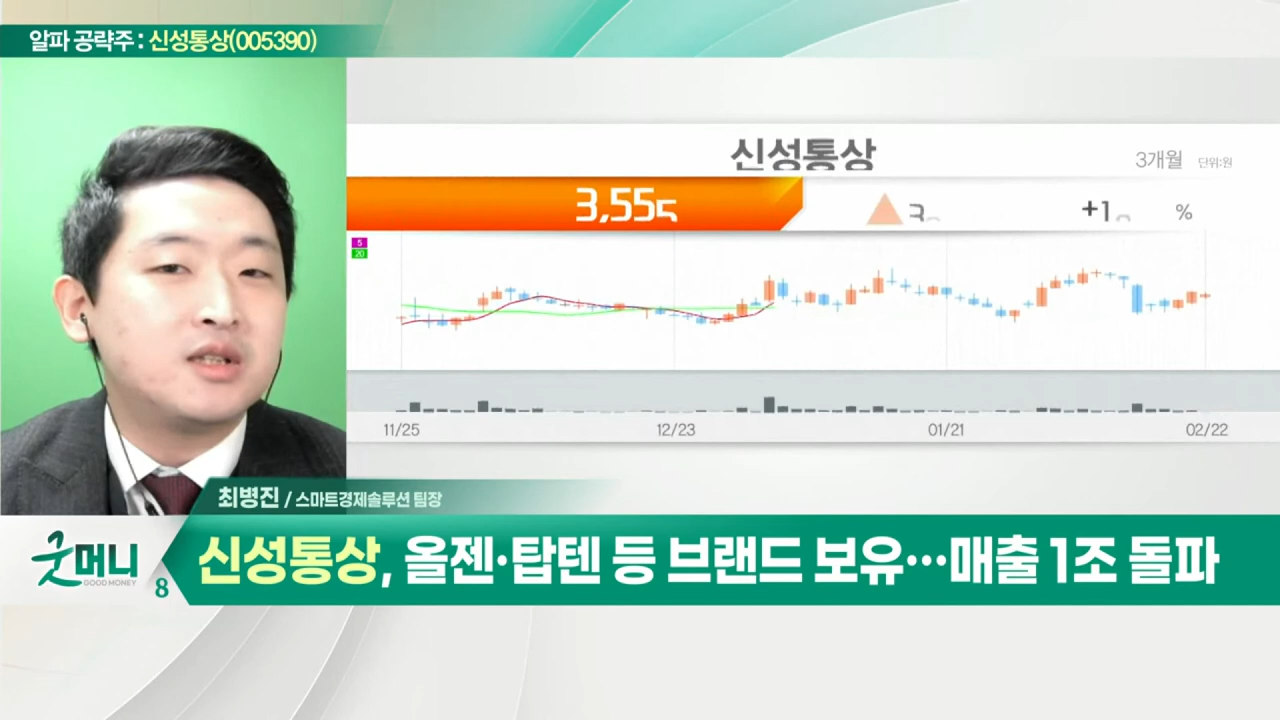 알파 공략주 : 신성통상(005390)
신성통상
3개월 단위:원
3,555
+1 %
5
20
11/25 12/23 01/21 02/22
최병진 / 스마트경제솔루션 팀장
굿머니
GOOD MONEY
8
신성통상, 올젠·탑텐 등 브랜드 보유…매출 1조 돌파